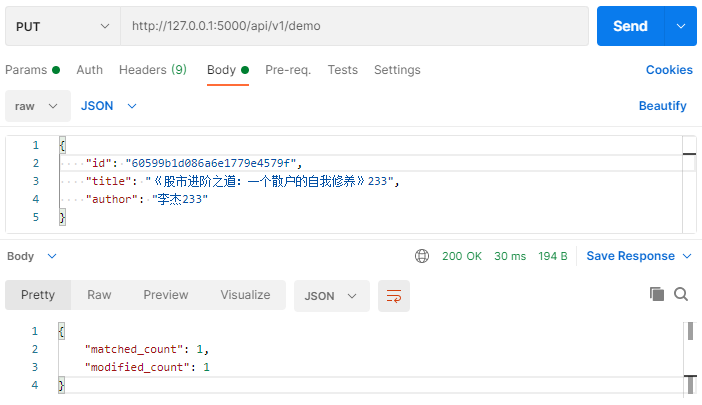 PUT http://127.0.0.1:5000/api/v1/demo Send
Params Auth Headers (9) Body Pre-req. Tests Settings Cookies
raw JSON Beautify
1 {
2 "id": "60599b1d086a6e1779e4579f",
3 "title": "《股市进阶之道：一个散户的自我修养》233",
4 "author": "李杰233"
5 }
Body 200 OK 30 ms 194 B Save Response
Pretty Raw Preview Visualize JSON
1 {
2 "matched_count": 1,
3 "modified_count": 1
4 }